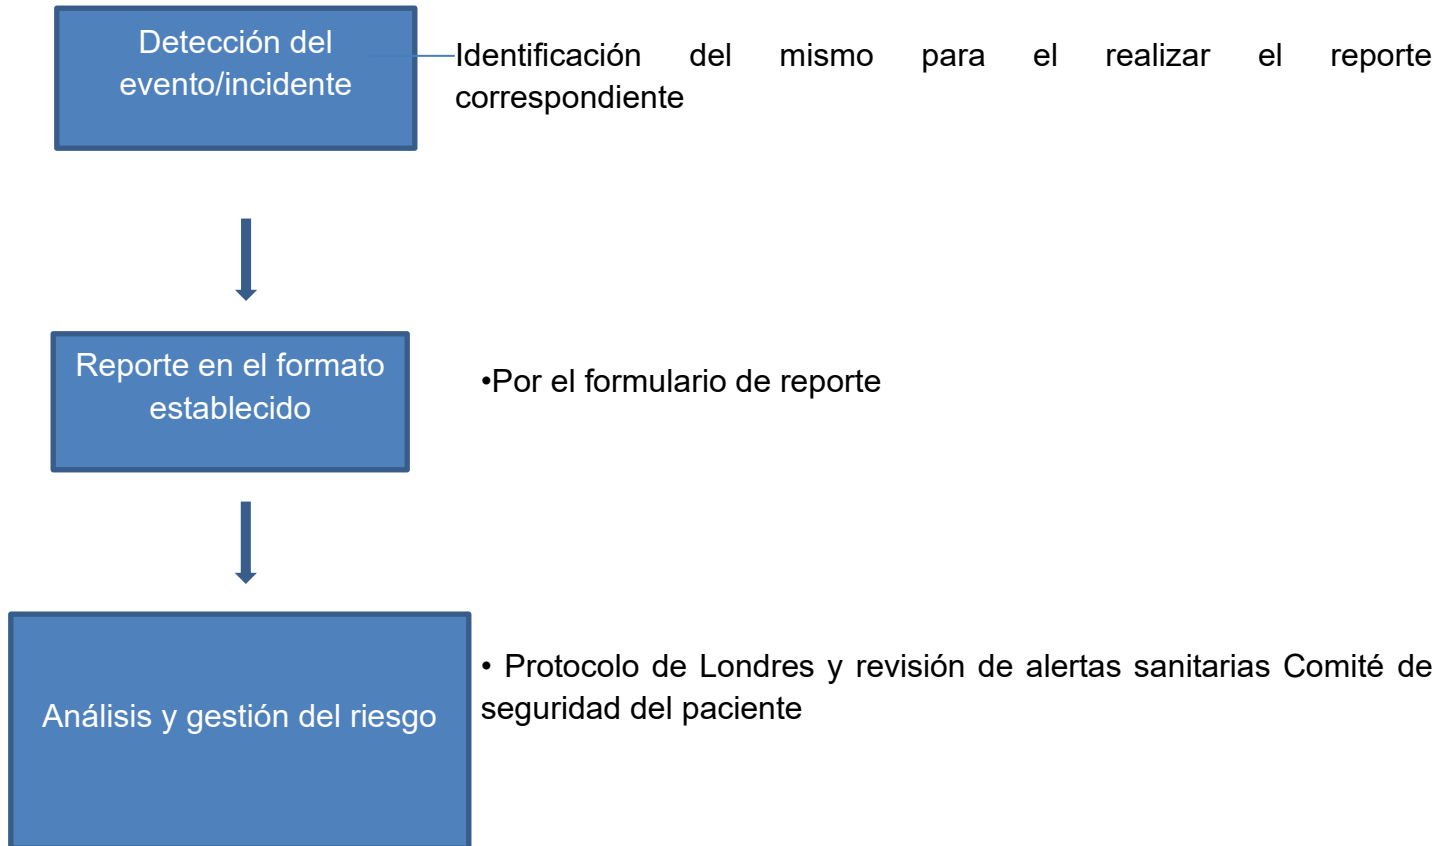 Detección del
evento/incidente
Identificación del mismo para el realizar el reporte
correspondiente
Reporte en el formato
establecido
•Por el formulario de reporte
Análisis y gestión del riesgo
• Protocolo de Londres y revisión de alertas sanitarias Comité de
seguridad del paciente